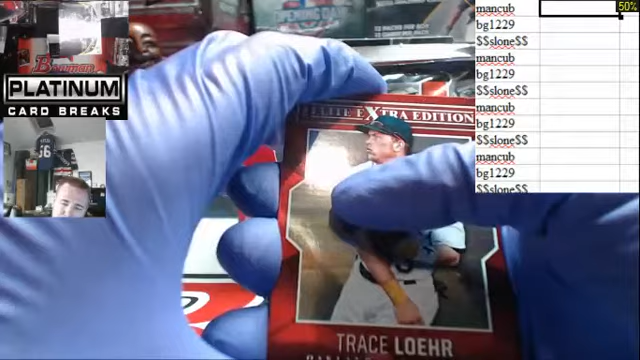 mancub
50%
bg1229
$$slone$$
mancub
bg1229
$$slone$$
mancub
bg1229
$$slone$$
mancub
bg1229
$$slone$$
Bowman
PLATINUM
CARD BREAKS
ELITE EXTRA EDITION
TRACE LOEHR